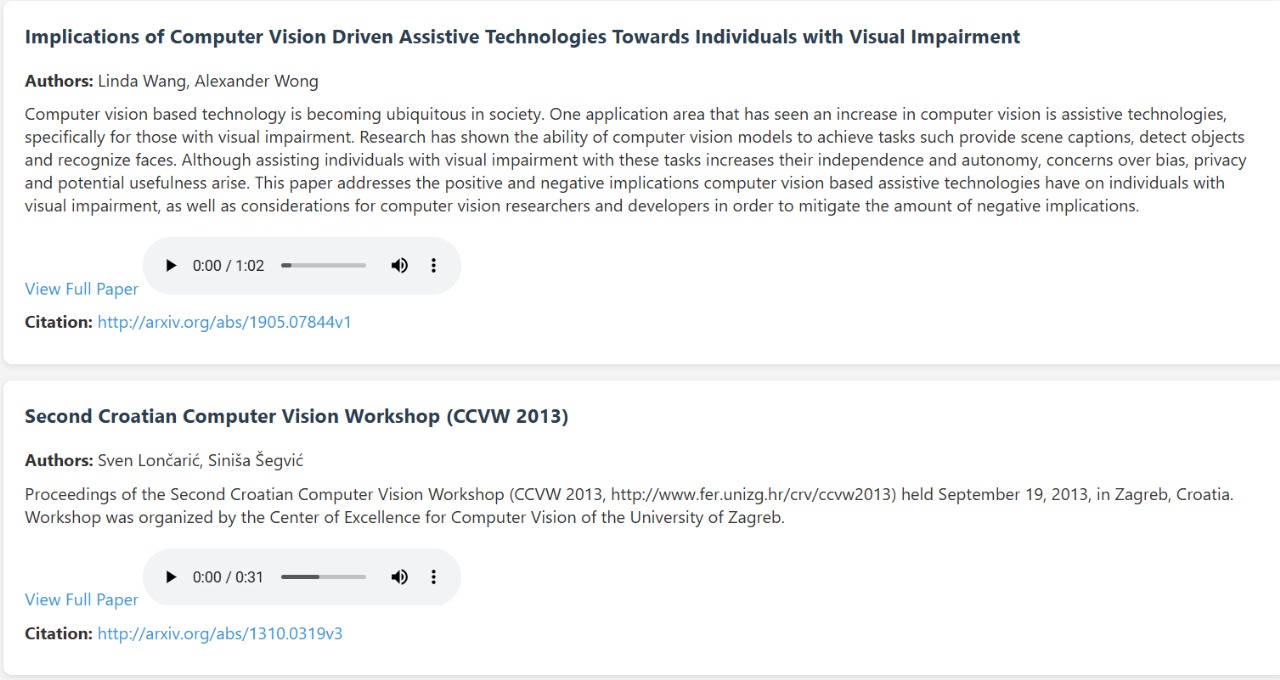 Implications of Computer Vision Driven Assistive Technologies Towards Individuals with Visual Impairment
Authors: Linda Wang, Alexander Wong
Computer vision based technology is becoming ubiquitous in society. One application area that has seen an increase in computer vision is assistive technologies,
specifically for those with visual impairment. Research has shown the ability of computer vision models to achieve tasks such provide scene captions, detect objects
and recognize faces. Although assisting individuals with visual impairment with these tasks increases their independence and autonomy, concerns over bias, privacy
and potential usefulness arise. This paper addresses the positive and negative implications computer vision based assistive technologies have on individuals with
visual impairment, as well as considerations for computer vision researchers and developers in order to mitigate the amount of negative implications.
0:00 / 1:02
View Full Paper
Citation: http://arxiv.org/abs/1905.07844v1
Second Croatian Computer Vision Workshop (CCVW 2013)
Authors: Sven Lončarić, Siniša Šegvić
Proceedings of the Second Croatian Computer Vision Workshop (CCVW 2013, http://www.fer.unizg.hr/crv/ccvw2013) held September 19, 2013, in Zagreb, Croatia.
Workshop was organized by the Center of Excellence for Computer Vision of the University of Zagreb.
0:00 / 0:31
View Full Paper
Citation: http://arxiv.org/abs/1310.0319v3